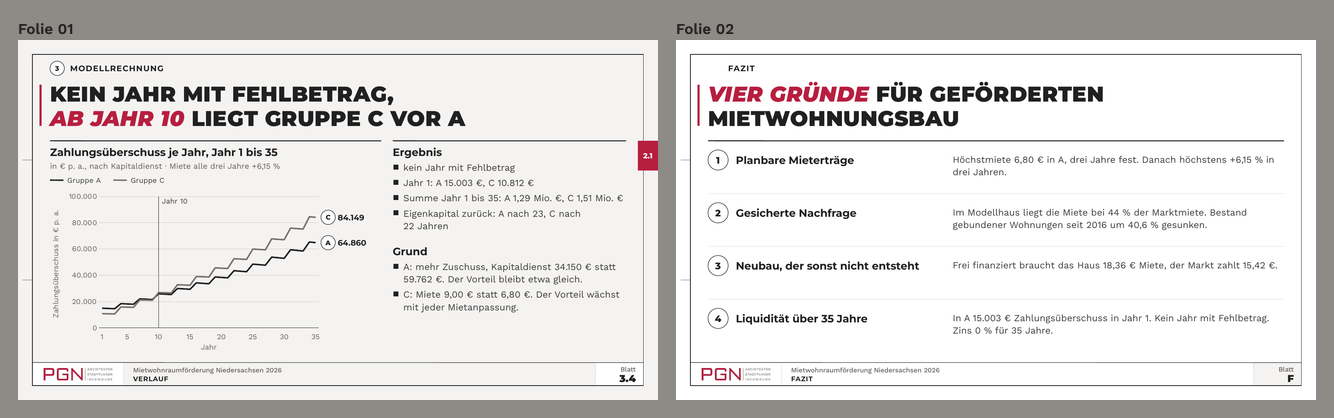 Folie 01
3 MODELLRECHNUNG
KEIN JAHR MIT FEHLBETRAG,
AB JAHR 10 LIEGT GRUPPE C VOR A
Zahlungsüberschuss je Jahr, Jahr 1 bis 35
in € p. a., nach Kapitaldienst · Miete alle drei Jahre +6,15 %
Gruppe A Gruppe C
Zahlungsüberschuss in € p. a.
100.000
80.000
60.000
40.000
20.000
0
Jahr 10
C 84.149
A 64.860
1 5 10 15 20 25 30 35
Jahr
Ergebnis
■ kein Jahr mit Fehlbetrag
■ Jahr 1: A 15.003 €, C 10.812 €
■ Summe Jahr 1 bis 35: A 1,29 Mio. €, C 1,51 Mio. €
■ Eigenkapital zurück: A nach 23, C nach
22 Jahren
Grund
■ A: mehr Zuschuss, Kapitaldienst 34.150 € statt
59.762 €. Der Vorteil bleibt etwa gleich.
■ C: Miete 9,00 € statt 6,80 €. Der Vorteil wächst
mit jeder Mietanpassung.
2.1
PGN ARCHITEKTEN
STADTPLANER
INGENIEURE
Mietwohnraumförderung Niedersachsen 2026
VERLAUF
Blatt
3.4
Folie 02
FAZIT
VIER GRÜNDE FÜR GEFÖRDERTEN
MIETWOHNUNGSBAU
1 Planbare Mieterträge
Höchstmiete 6,80 € in A, drei Jahre fest. Danach höchstens +6,15 % in
drei Jahren.
2 Gesicherte Nachfrage
Im Modellhaus liegt die Miete bei 44 % der Marktmiete. Bestand
gebundener Wohnungen seit 2016 um 40,6 % gesunken.
3 Neubau, der sonst nicht entsteht
Frei finanziert braucht das Haus 18,36 € Miete, der Markt zahlt 15,42 €.
4 Liquidität über 35 Jahre
In A 15.003 € Zahlungsüberschuss in Jahr 1. Kein Jahr mit Fehlbetrag.
Zins 0 % für 35 Jahre.
PGN ARCHITEKTEN
STADTPLANER
INGENIEURE
Mietwohnraumförderung Niedersachsen 2026
FAZIT
Blatt
F